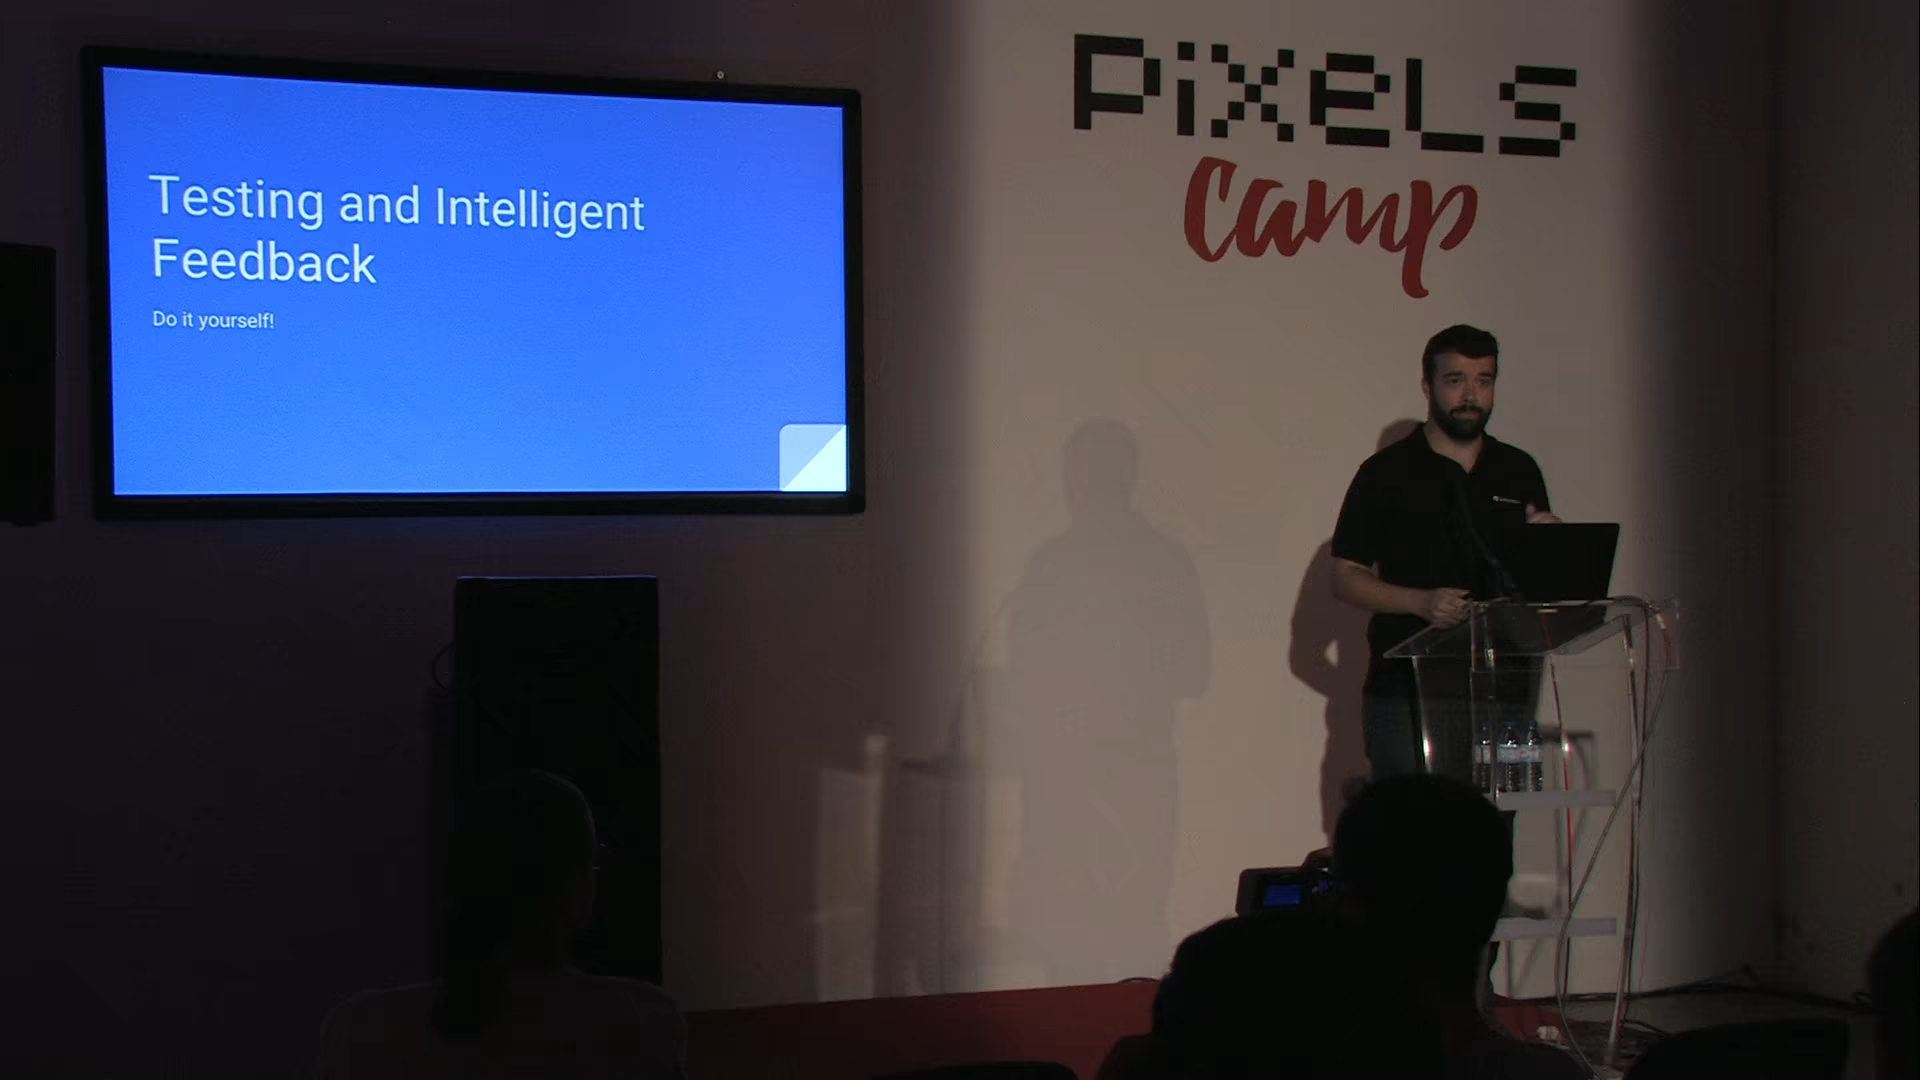 Testing and Intelligent
Feedback
Do it yourself!
pixels
camp